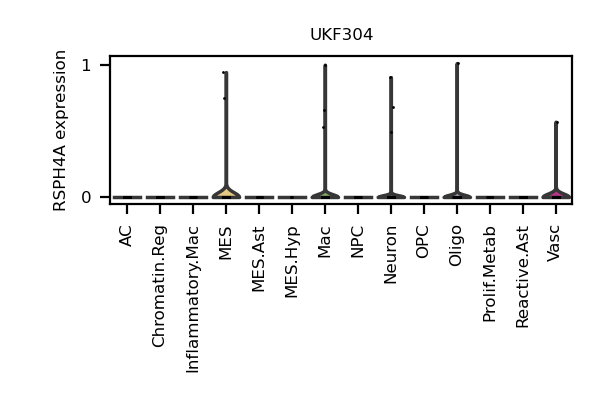 UKF304
RSPH4A expression
1
0
AC
Chromatin.Reg
Inflammatory.Mac
MES
MES.Ast
MES.Hyp
Mac
NPC
Neuron
OPC
Oligo
Prolif.Metab
Reactive.Ast
Vasc